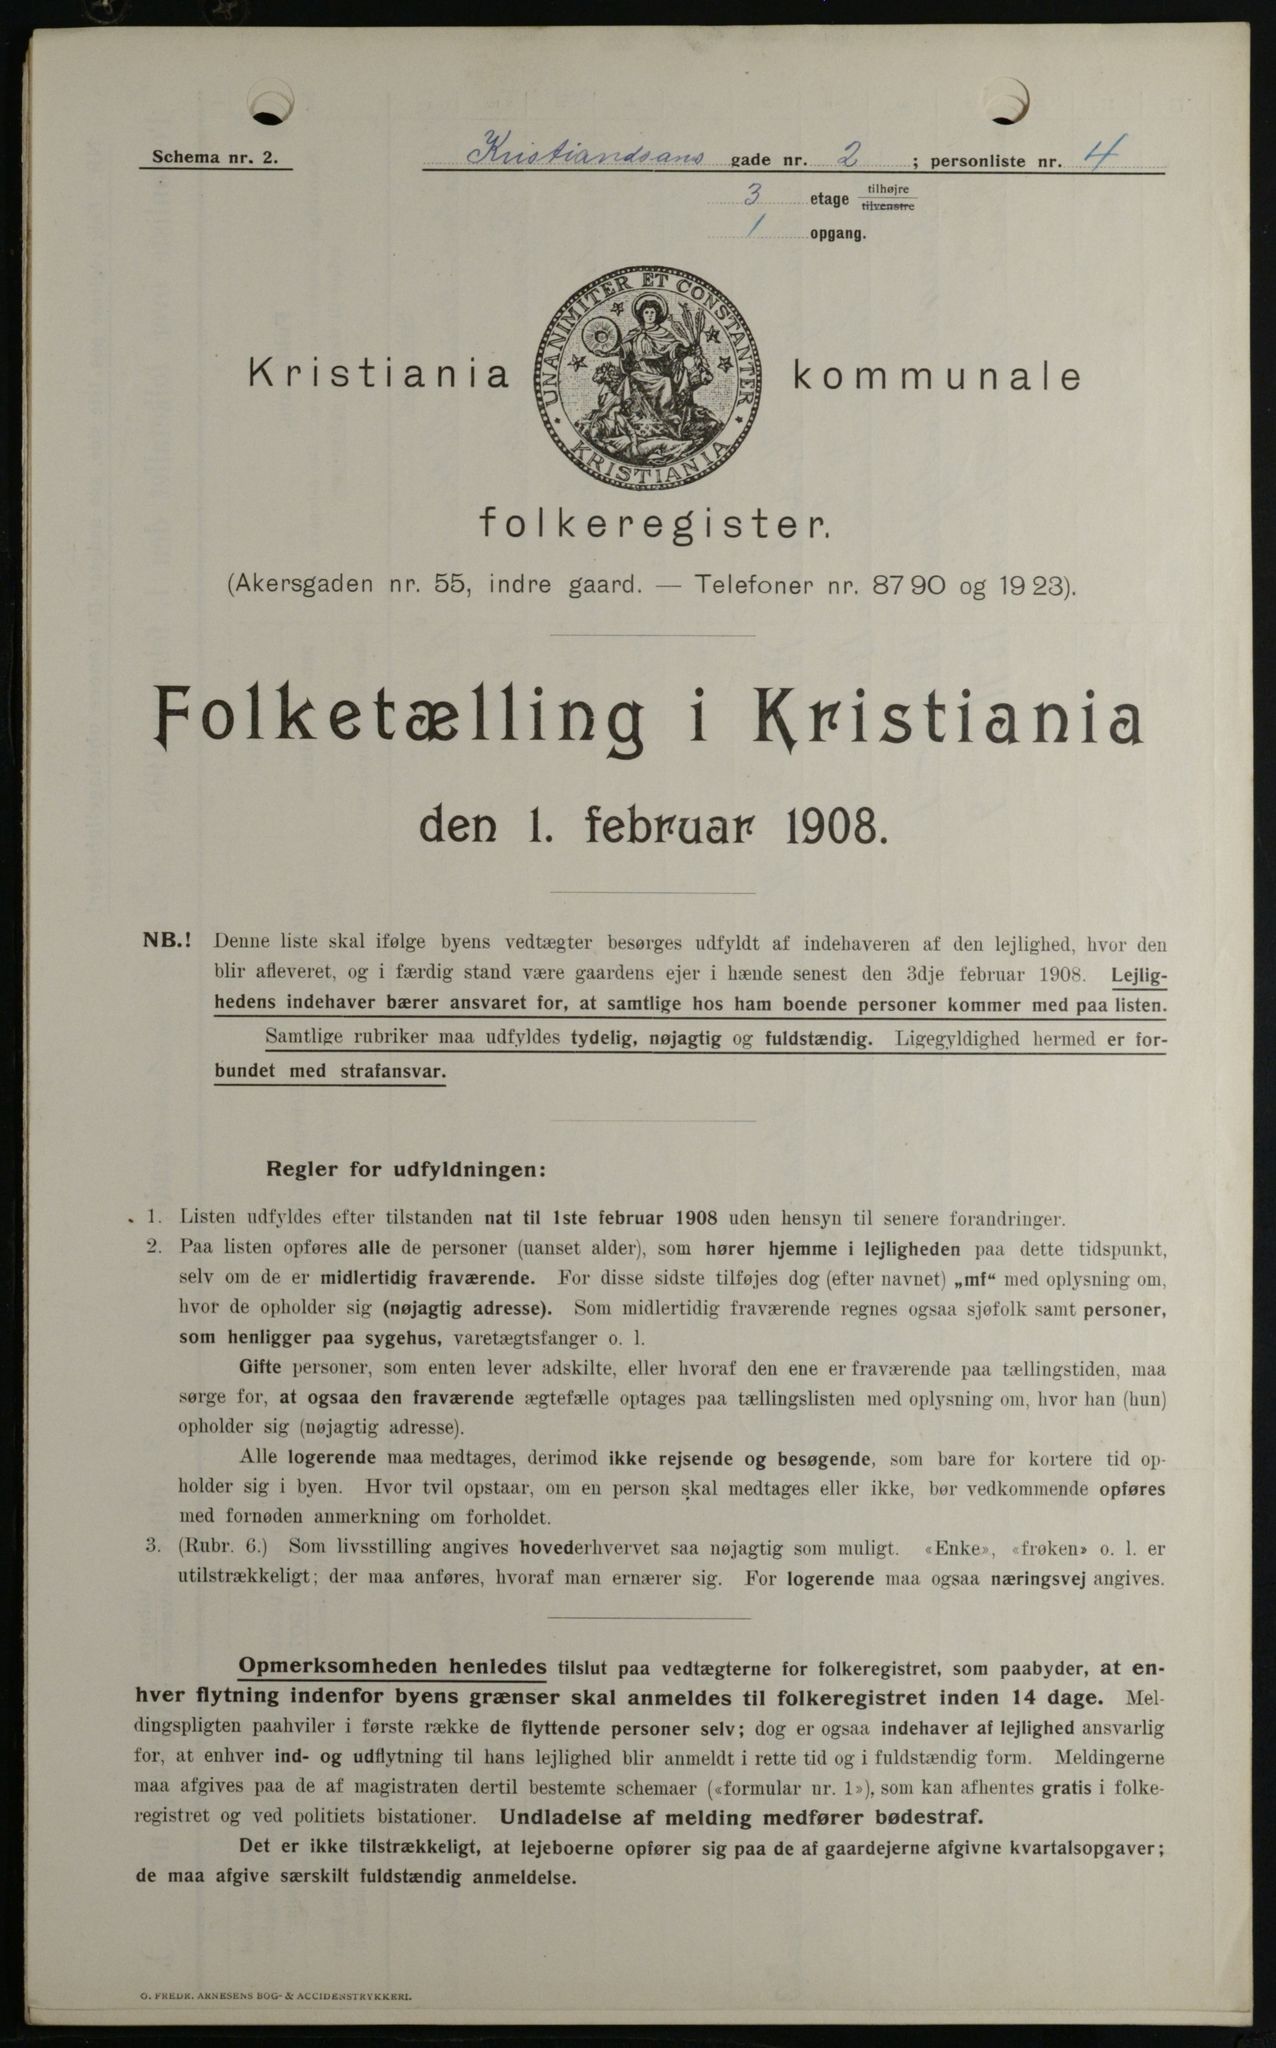 Schema nr. 2.
Kristiandsans gade nr. 2; personliste nr. 4
3 etage tilhøjre
tilvenstre
1 opgang.
UNANIMITER ET CONSTANTER
KRISTIANIA
Kristiania kommunale
folkeregister.
(Akersgaden nr. 55, indre gaard. — Telefoner nr. 87 90 og 19 23).
Folketælling i Kristiania
den 1. februar 1908.
NB.! Denne liste skal ifølge byens vedtægter besørges udfyldt af indehaveren af den lejlighed, hvor den
blir afleveret, og i færdig stand være gaardens ejer i hænde senest den 3dje februar 1908. Lejlig-
hedens indehaver bærer ansvaret for, at samtlige hos ham boende personer kommer med paa listen.
Samtlige rubriker maa udfyldes tydelig, nøjagtig og fuldstændig. Ligegyldighed hermed er for-
bundet med strafansvar.
Regler for udfyldningen:
1. Listen udfyldes efter tilstanden nat til 1ste februar 1908 uden hensyn til senere forandringer.
2. Paa listen opføres alle de personer (uanset alder), som hører hjemme i lejligheden paa dette tidspunkt,
selv om de er midlertidig fraværende. For disse sidste tilføjes dog (efter navnet) „mf“ med oplysning om,
hvor de opholder sig (nøjagtig adresse). Som midlertidig fraværende regnes ogsaa sjøfolk samt personer,
som henligger paa sygehus, varetægtsfanger o. l.
Gifte personer, som enten lever adskilte, eller hvoraf den ene er fraværende paa tællingstiden, maa
sørge for, at ogsaa den fraværende ægtefælle optages paa tællingslisten med oplysning om, hvor han (hun)
opholder sig (nøjagtig adresse).
Alle logerende maa medtages, derimod ikke rejsende og besøgende, som bare for kortere tid op-
holder sig i byen. Hvor tvil opstaar, om en person skal medtages eller ikke, bør vedkommende opføres
med fornøden anmerkning om forholdet.
3. (Rubr. 6.) Som livsstilling angives hovederhvervet saa nøjagtig som muligt. «Enke», «frøken» o. l. er
utilstrækkeligt; der maa anføres, hvoraf man ernærer sig. For logerende maa ogsaa næringsvej angives.
Opmerksomheden henledes tilslut paa vedtægterne for folkeregistret, som paabyder, at en-
hver flytning indenfor byens grænser skal anmeldes til folkeregistret inden 14 dage. Mel-
dingspligten paahviler i første række de flyttende personer selv; dog er ogsaa indehaver af lejlighed ansvarlig
for, at enhver ind- og udflytning til hans lejlighed blir anmeldt i rette tid og i fuldstændig form. Meldingerne
maa afgives paa de af magistraten dertil bestemte schemaer («formular nr. 1»), som kan afhentes gratis i folke-
registret og ved politiets bistationer. Undladelse af melding medfører bødestraf.
Det er ikke tilstrækkeligt, at lejeboerne opfører sig paa de af gaardejerne afgivne kvartalsopgaver;
de maa afgive særskilt fuldstændig anmeldelse.
O. FREDR. ARNESENS BOG- & ACCIDENSTRYKKERI.